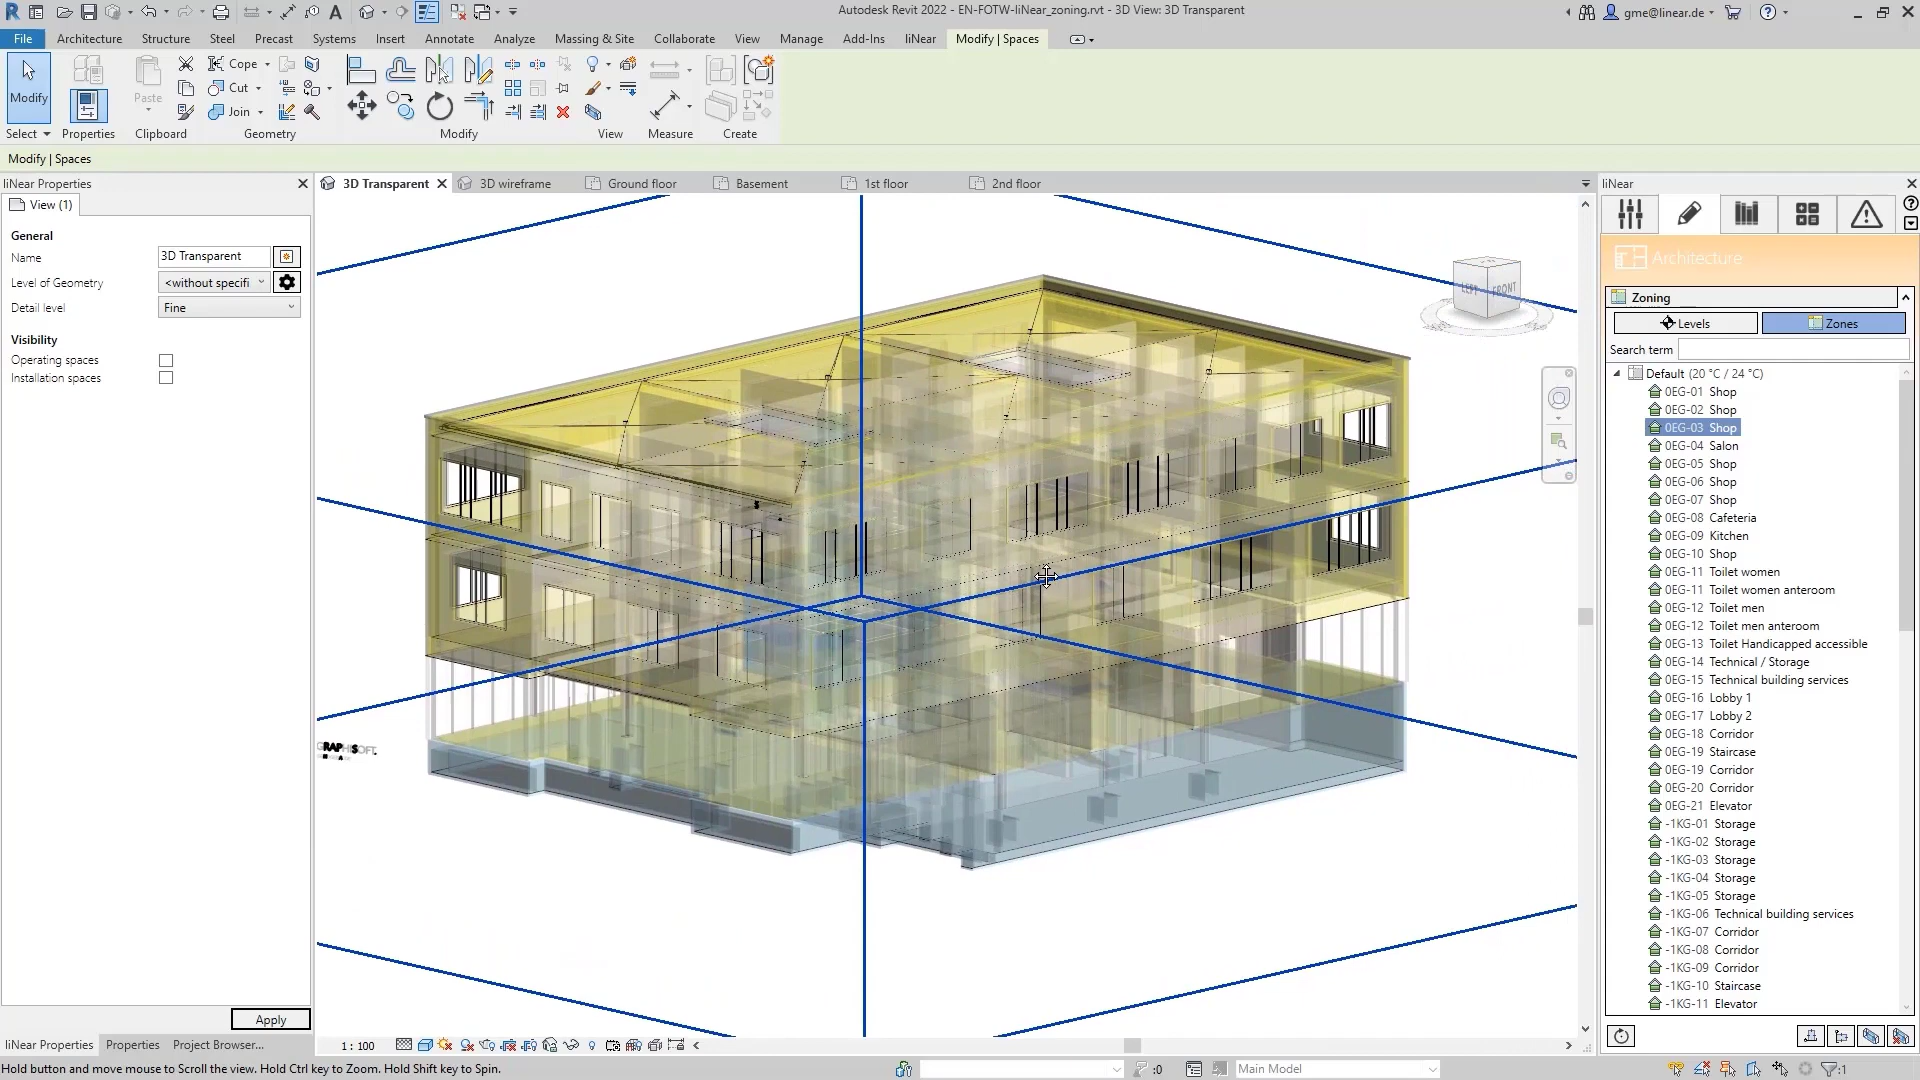 Autodesk Revit 2022 - EN-FOTW-liNear_zoning.rvt - 3D View: 3D Transparent
gme@linear.de
File Architecture Structure Steel Precast Systems Insert Annotate Analyze Massing & Site Collaborate View Manage Add-Ins liNear Modify | Spaces
Modify
Paste
Cope
Cut
Join
Select Properties Clipboard Geometry Modify View Measure Create
Modify | Spaces
liNear Properties
View (1)
General
Name 3D Transparent
Level of Geometry <without specifi
Detail level Fine
Visibility
Operating spaces
Installation spaces
Apply
liNear Properties Properties Project Browser...
3D Transparent 3D wireframe Ground floor Basement 1st floor 2nd floor
LEFT FRONT
GRAPHISOFT.
1 : 100
liNear
Architecture
Zoning
Levels Zones
Search term
Default (20 °C / 24 °C)
0EG-01 Shop
0EG-02 Shop
0EG-03 Shop
0EG-04 Salon
0EG-05 Shop
0EG-06 Shop
0EG-07 Shop
0EG-08 Cafeteria
0EG-09 Kitchen
0EG-10 Shop
0EG-11 Toilet women
0EG-11 Toilet women anteroom
0EG-12 Toilet men
0EG-12 Toilet men anteroom
0EG-13 Toilet Handicapped accessible
0EG-14 Technical / Storage
0EG-15 Technical building services
0EG-16 Lobby 1
0EG-17 Lobby 2
0EG-18 Corridor
0EG-19 Staircase
0EG-19 Corridor
0EG-20 Corridor
0EG-21 Elevator
-1KG-01 Storage
-1KG-02 Storage
-1KG-03 Storage
-1KG-04 Storage
-1KG-05 Storage
-1KG-06 Technical building services
-1KG-07 Corridor
-1KG-08 Corridor
-1KG-09 Corridor
-1KG-10 Staircase
-1KG-11 Elevator
Hold button and move mouse to Scroll the view. Hold Ctrl key to Zoom. Hold Shift key to Spin.
:0
Main Model
:1